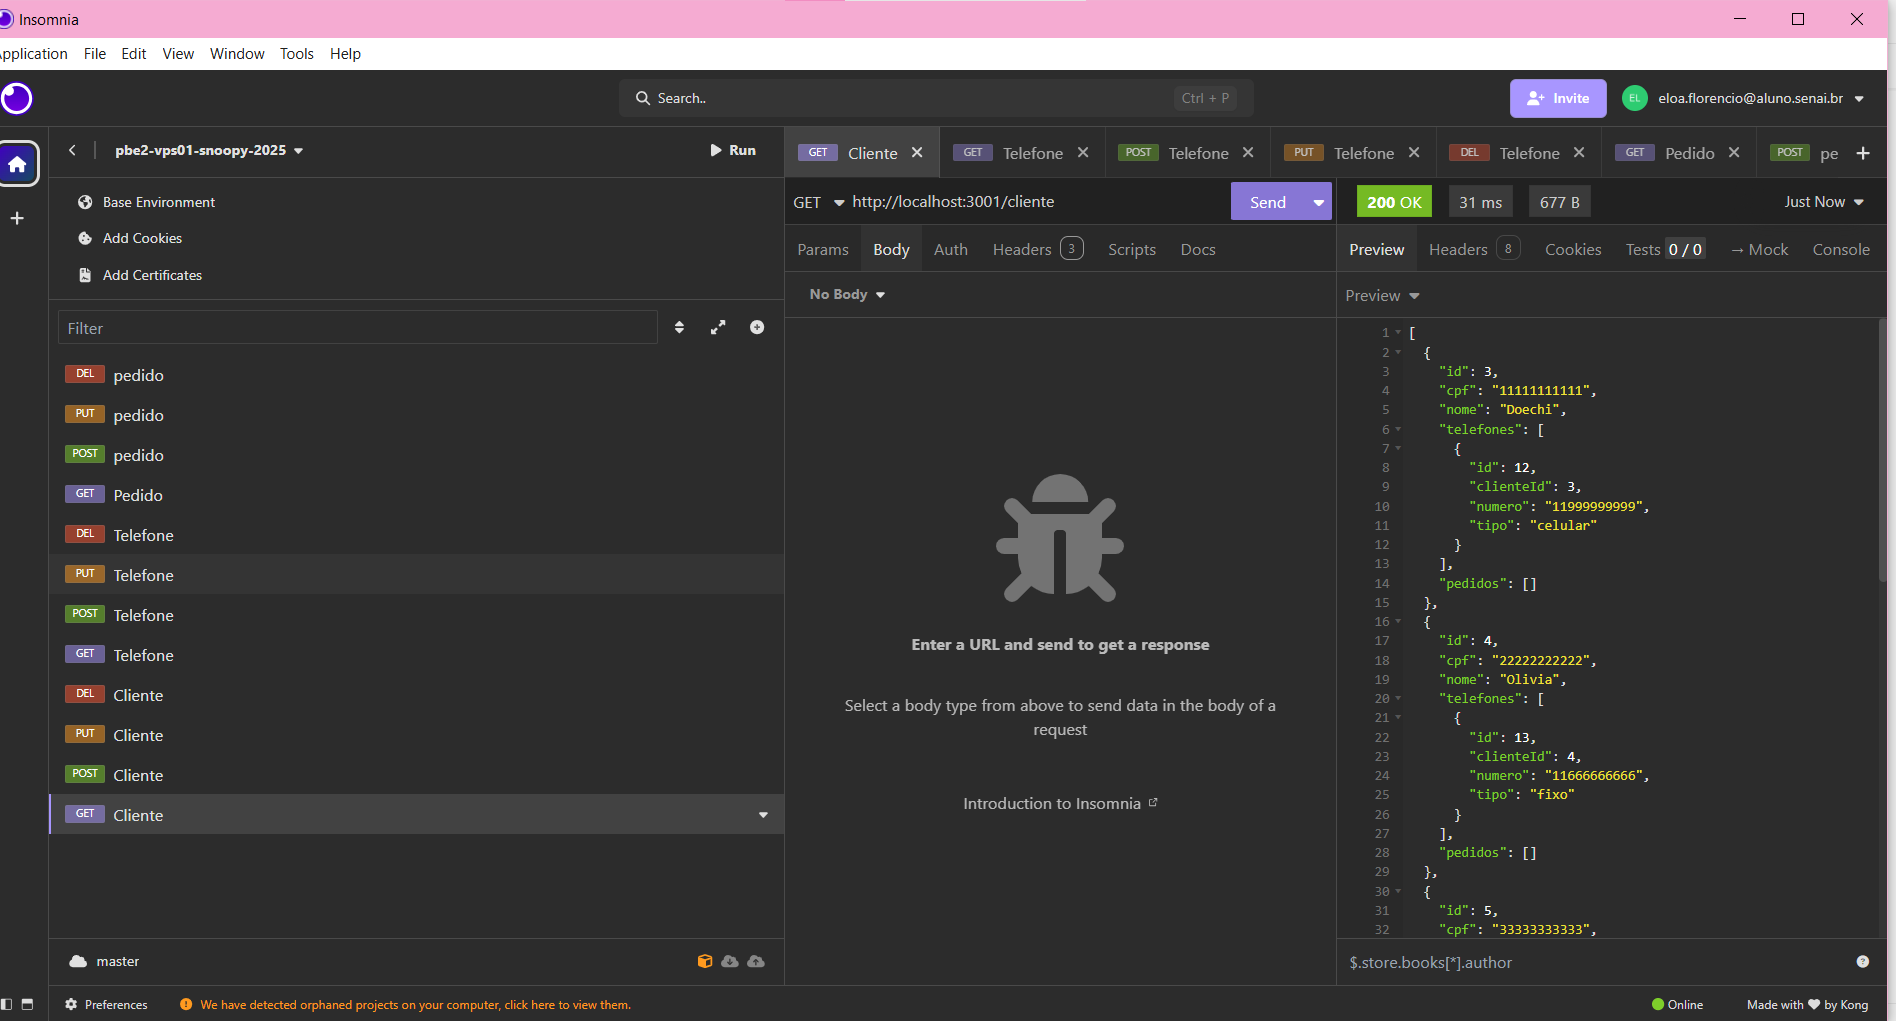 Insomnia
Application File Edit View Window Tools Help
Search.. Ctrl + P
Invite
EL eloa.florencio@aluno.senai.br
pbe2-vps01-snoopy-2025
Run
Base Environment
Add Cookies
Add Certificates
Filter
DEL pedido
PUT pedido
POST pedido
GET Pedido
DEL Telefone
PUT Telefone
POST Telefone
GET Telefone
DEL Cliente
PUT Cliente
POST Cliente
GET Cliente
master
GET Cliente GET Telefone POST Telefone PUT Telefone DEL Telefone GET Pedido POST pe
GET http://localhost:3001/cliente Send
Params Body Auth Headers 3 Scripts Docs
No Body
Enter a URL and send to get a response
Select a body type from above to send data in the body of a
request
Introduction to Insomnia
200 OK 31 ms 677 B Just Now
Preview Headers 8 Cookies Tests 0 / 0 → Mock Console
Preview
1 [
2 {
3 "id": 3,
4 "cpf": "11111111111",
5 "nome": "Doechi",
6 "telefones": [
7 {
8 "id": 12,
9 "clienteId": 3,
10 "numero": "11999999999",
11 "tipo": "celular"
12 }
13 ],
14 "pedidos": []
15 },
16 {
17 "id": 4,
18 "cpf": "22222222222",
19 "nome": "Olivia",
20 "telefones": [
21 {
22 "id": 13,
23 "clienteId": 4,
24 "numero": "11666666666",
25 "tipo": "fixo"
26 }
27 ],
28 "pedidos": []
29 },
30 {
31 "id": 5,
32 "cpf": "33333333333",
$.store.books[*].author
Preferences
We have detected orphaned projects on your computer, click here to view them.
Online
Made with ♥ by Kong